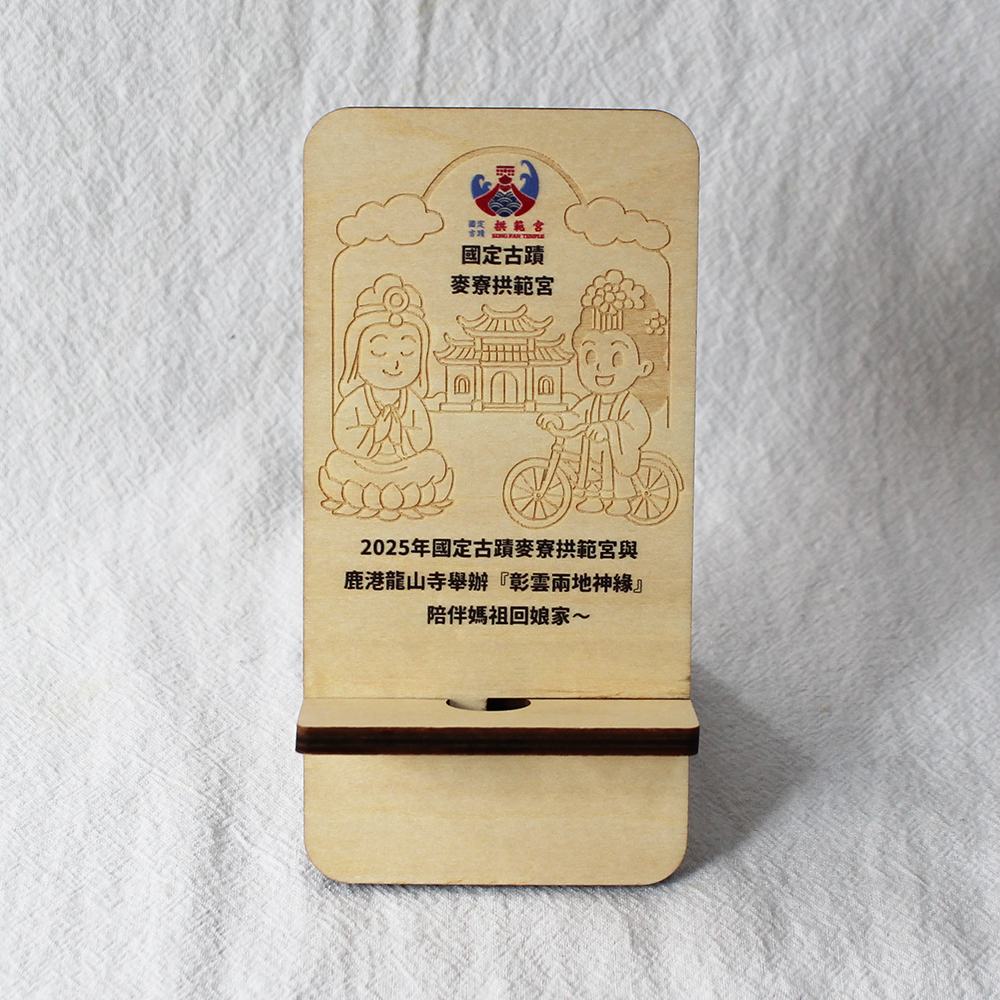 國定
古蹟
拱範宮
GONG FAN TEMPLE
國定古蹟
麥寮拱範宮
2025年國定古蹟麥寮拱範宮與
鹿港龍山寺舉辦『彰雲兩地神緣』
陪伴媽祖回娘家～